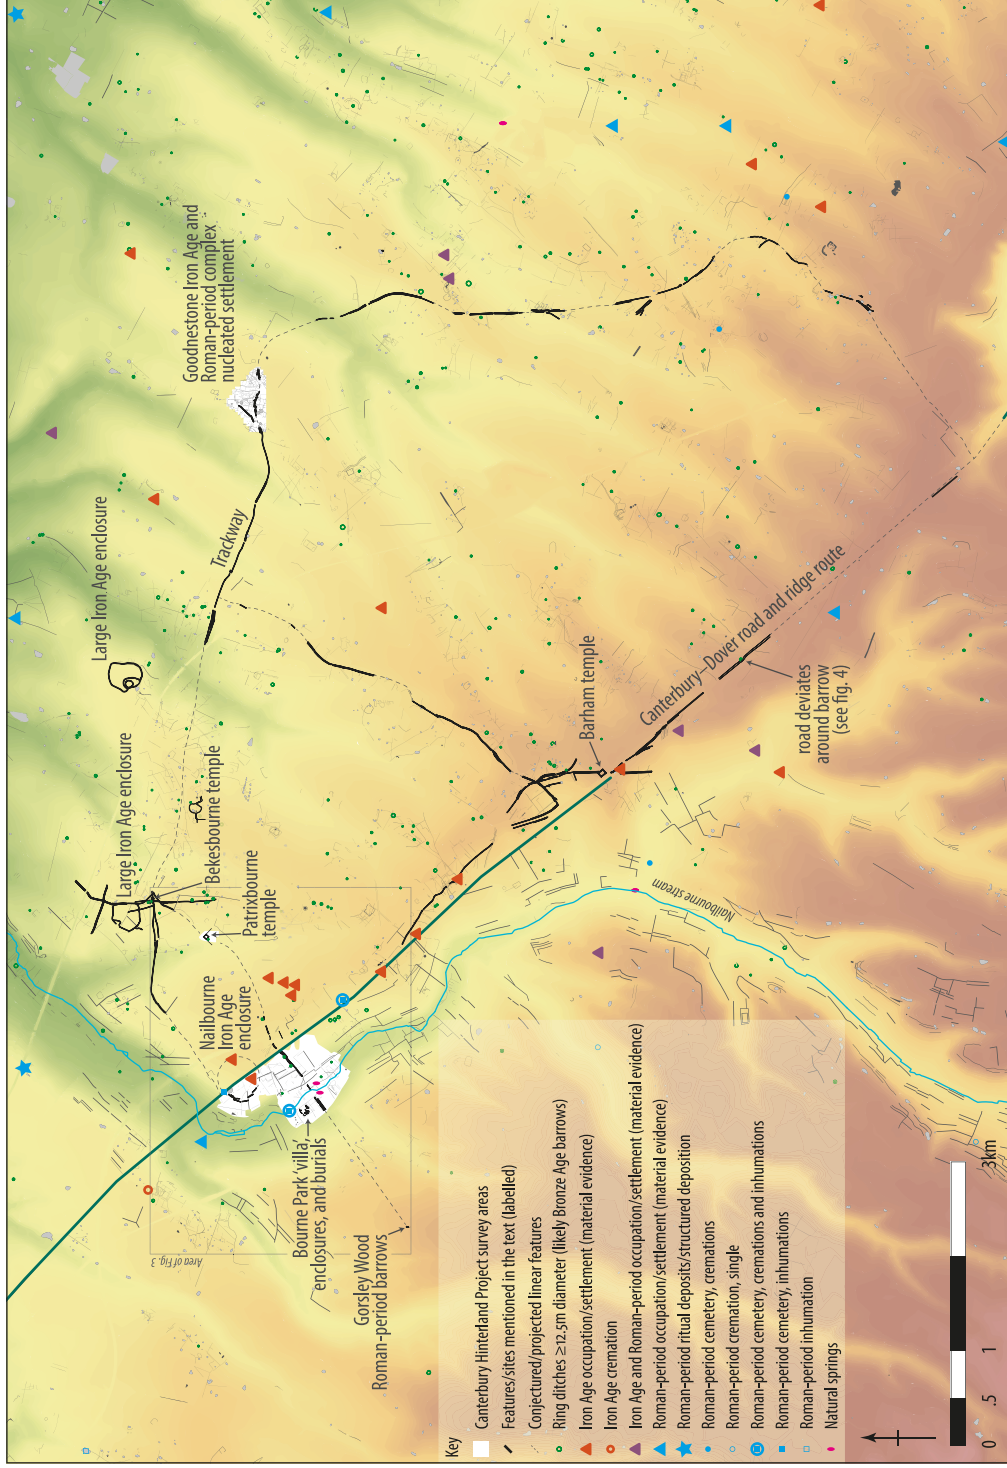 Goodnestone Iron Age and
Roman-period complex
nucleated settlement
Large Iron Age enclosure
Trackway
Large Iron Age enclosure
Bekesbourne temple
Patrixbourne
temple
Nailbourne
Iron Age
enclosure
Barham temple
Canterbury–Dover road and ridge route
road deviates
around barrow
(see fig. 4)
Nailbourne stream
Bourne Park ‘villa’,
enclosures, and burials
Gorsley Wood
Roman-period barrows
Area of Fig. 3
Key
Canterbury Hinterland Project survey areas
Features/sites mentioned in the text (labelled)
Conjectured/projected linear features
Ring ditches ≥12.5m diameter (likely Bronze Age barrows)
Iron Age occupation/settlement (material evidence)
Iron Age cremation
Iron Age and Roman-period occupation/settlement (material evidence)
Roman-period occupation/settlement (material evidence)
Roman-period ritual deposits/structured deposition
Roman-period cemetery, cremations
Roman-period cremation, single
Roman-period cemetery, cremations and inhumations
Roman-period cemetery, inhumations
Roman-period inhumation
Natural springs
0 .5 1 3km